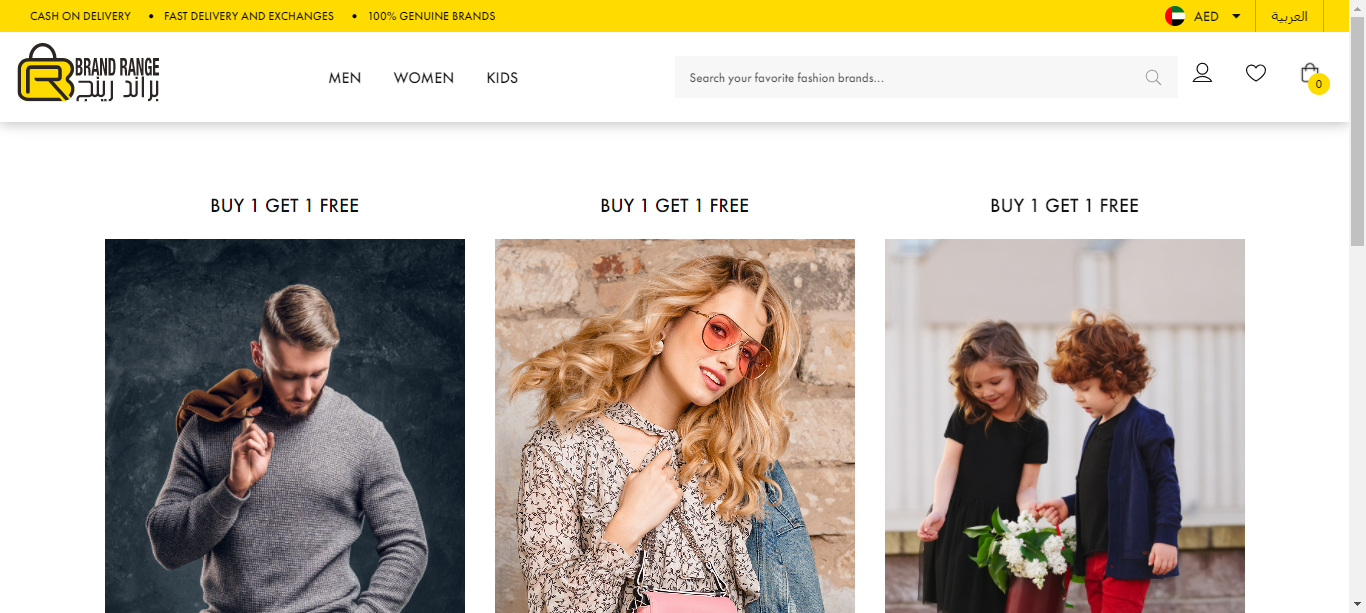 CASH ON DELIVERY • FAST DELIVERY AND EXCHANGES • 100% GENUINE BRANDS
AED
العربية
BRAND RANGE
براند رينج
MEN WOMEN KIDS
Search your favorite fashion brands...
0
BUY 1 GET 1 FREE
BUY 1 GET 1 FREE
BUY 1 GET 1 FREE